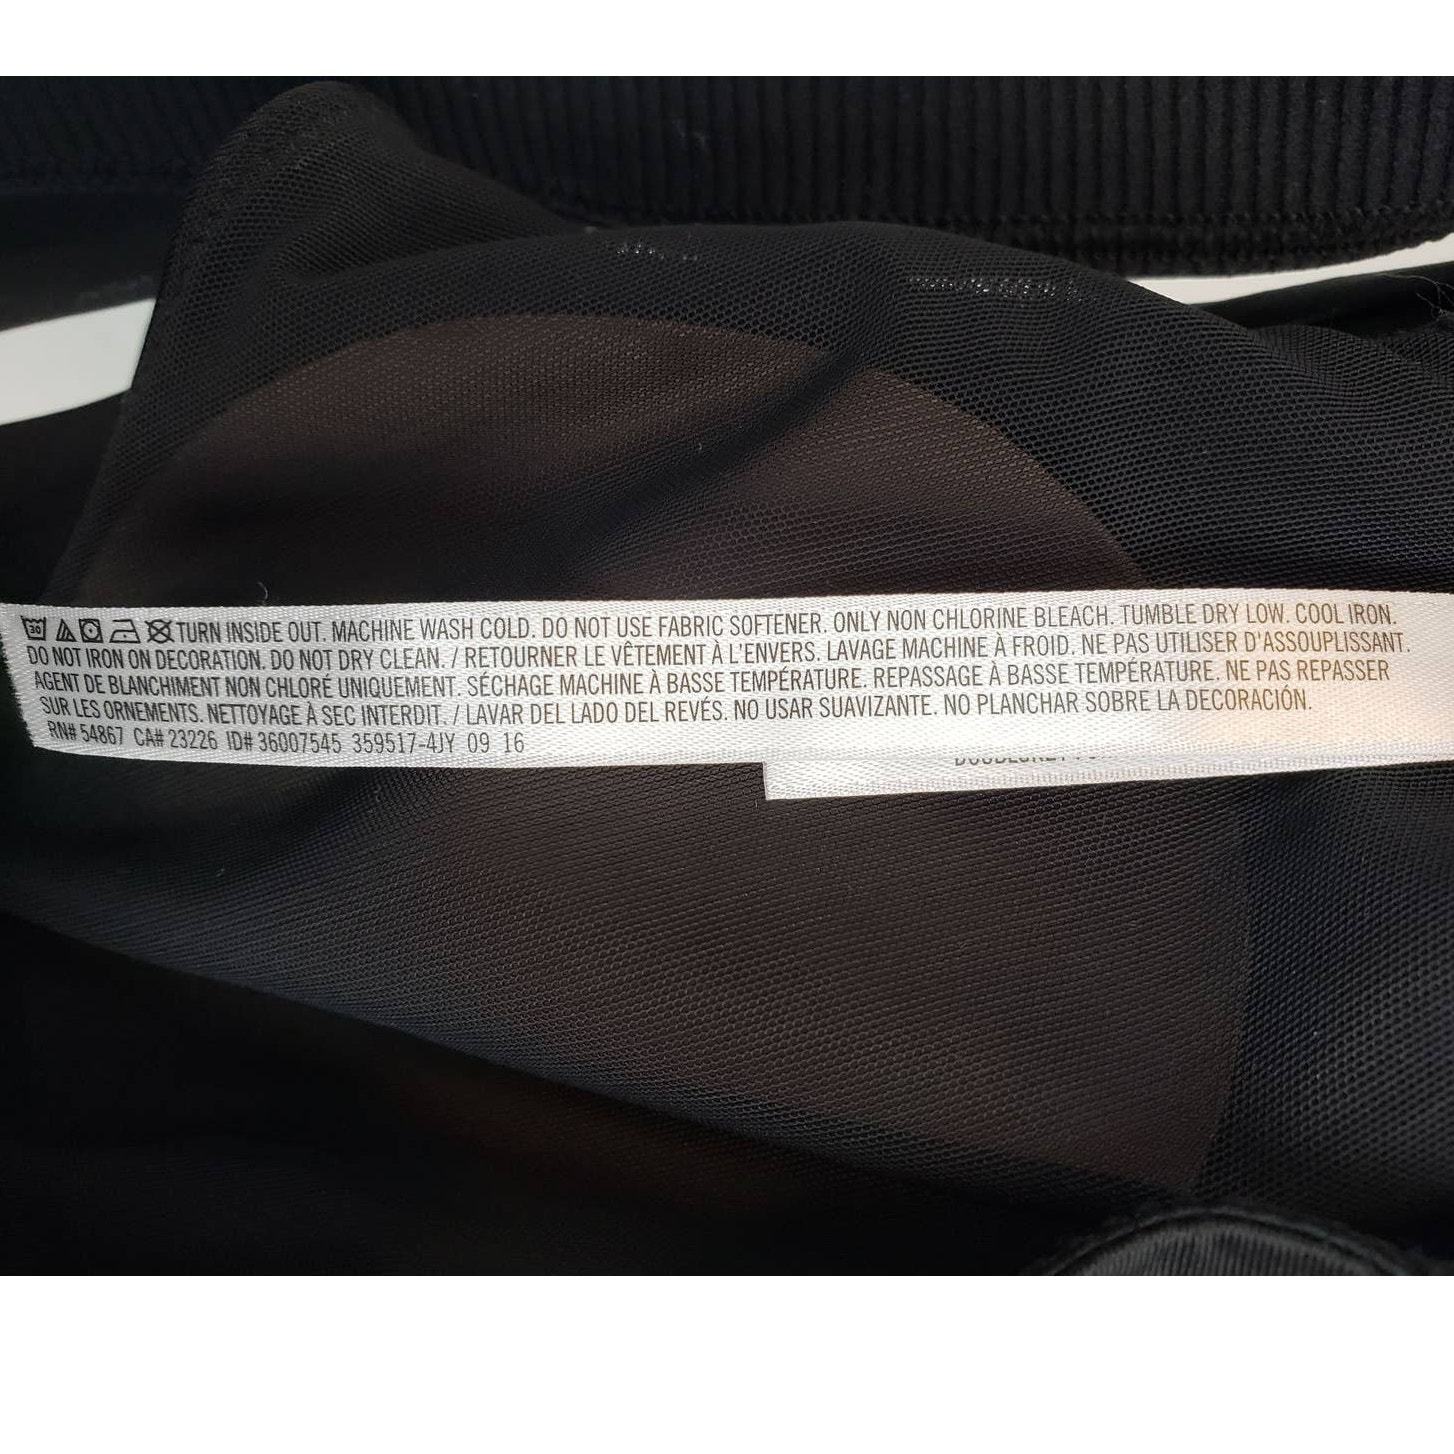 30 TURN INSIDE OUT. MACHINE WASH COLD. DO NOT USE FABRIC SOFTENER. ONLY NON CHLORINE BLEACH. TUMBLE DRY LOW. COOL IRON.
DO NOT IRON ON DECORATION. DO NOT DRY CLEAN. / RETOURNER LE VÊTEMENT À L'ENVERS. LAVAGE MACHINE À FROID. NE PAS UTILISER D'ASSOUPLISSANT.
AGENT DE BLANCHIMENT NON CHLORÉ UNIQUEMENT. SÉCHAGE MACHINE À BASSE TEMPÉRATURE. REPASSAGE À BASSE TEMPÉRATURE. NE PAS REPASSER
SUR LES ORNEMENTS. NETTOYAGE À SEC INTERDIT. / LAVAR DEL LADO DEL REVÉS. NO USAR SUAVIZANTE. NO PLANCHAR SOBRE LA DECORACIÓN.
RN# 54867 CA# 23226 ID# 36007545 359517-4JY 09 16